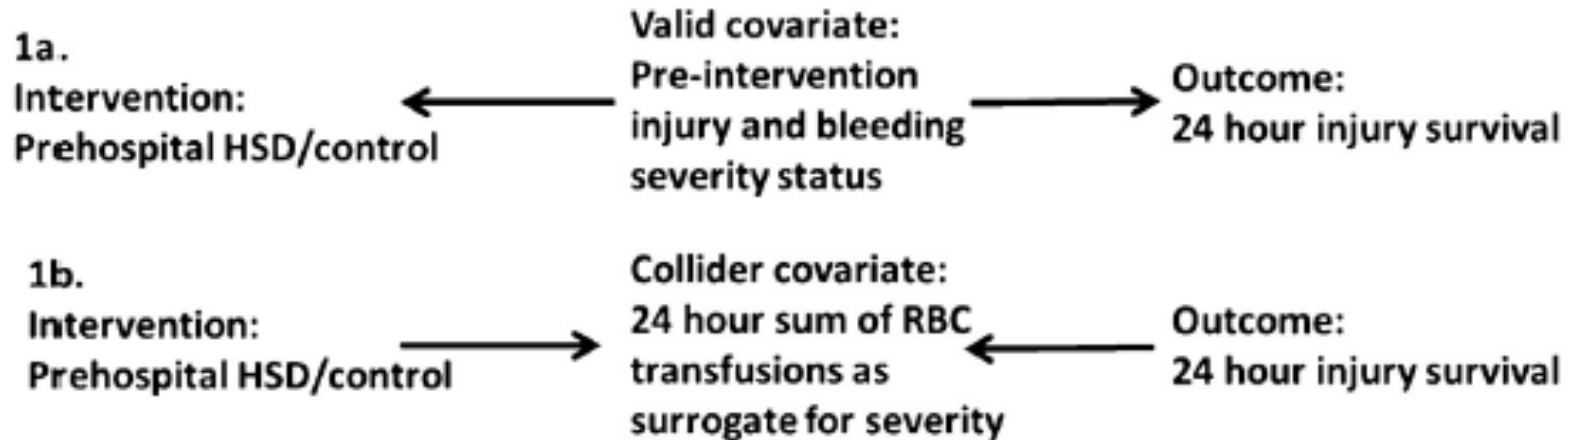 1a.
Intervention:
Prehospital HSD/control
Valid covariate:
Pre-intervention
injury and bleeding
severity status
Outcome:
24 hour injury survival
1b.
Intervention:
Prehospital HSD/control
Collider covariate:
24 hour sum of RBC
transfusions as
surrogate for severity
Outcome:
24 hour injury survival